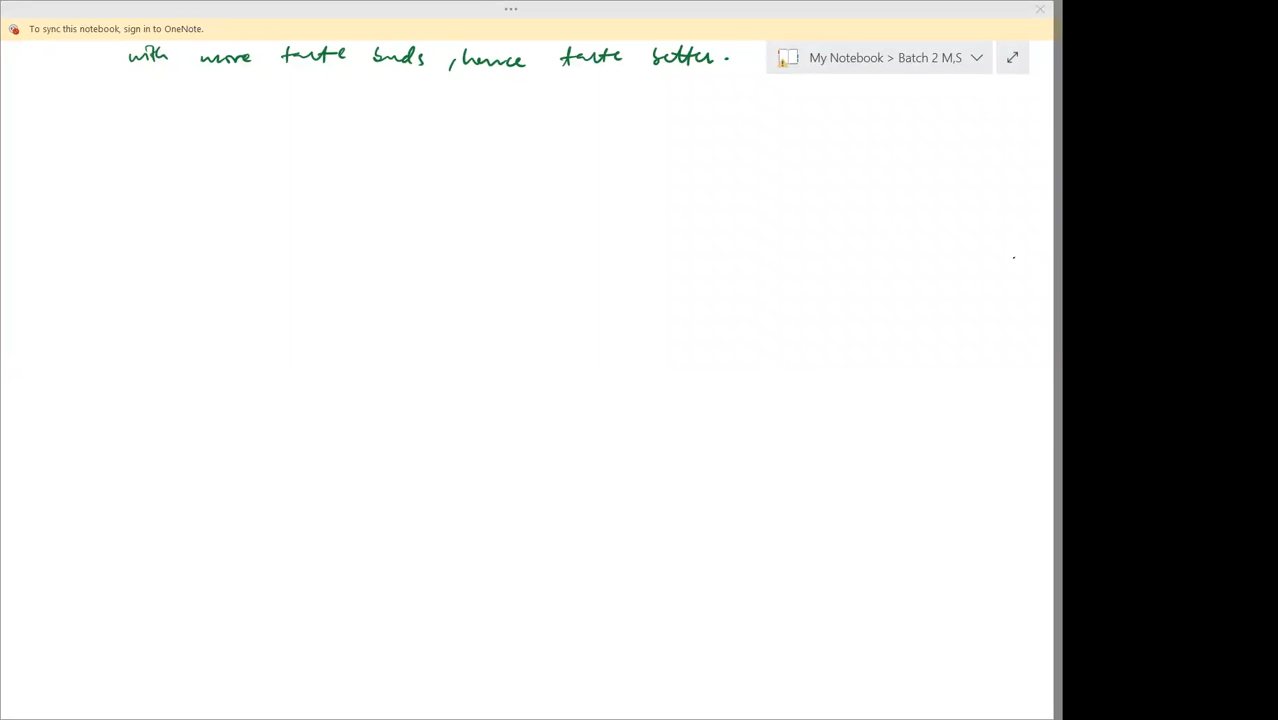 To sync this notebook, sign in to OneNote.
with more taste buds, hence taste better.
My Notebook > Batch 2 M,S